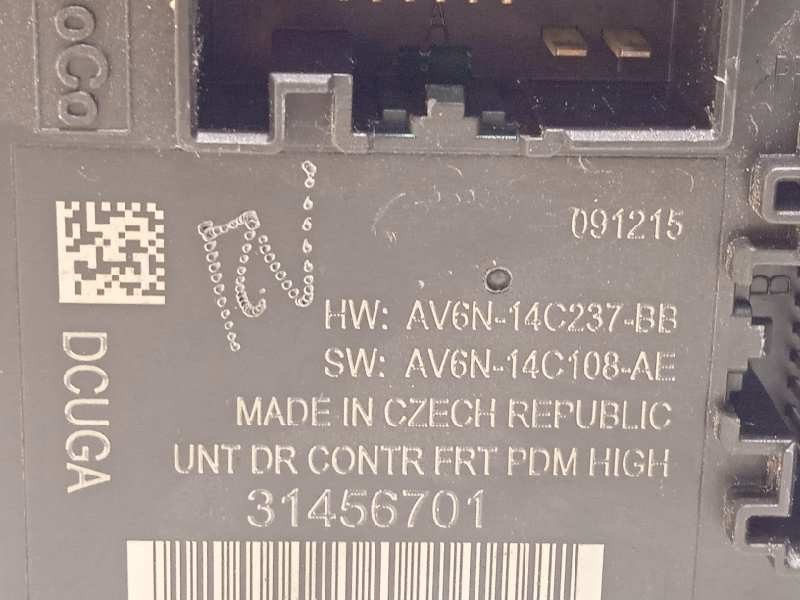 oCo
091215
HW: AV6N-14C237-BB
SW: AV6N-14C108-AE
MADE IN CZECH REPUBLIC
UNT DR CONTR FRT PDM HIGH
31456701
DCUGA